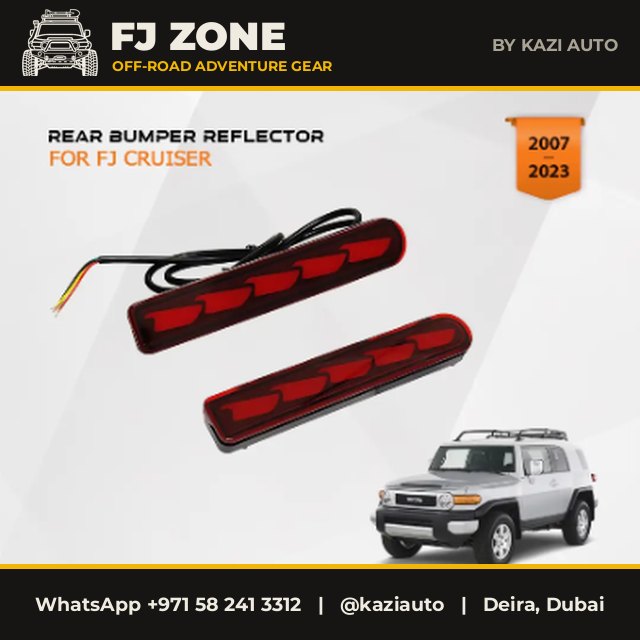 FJ ZONE
OFF-ROAD ADVENTURE GEAR
BY KAZI AUTO
REAR BUMPER REFLECTOR
FOR FJ CRUISER
2007
2023
WhatsApp +971 58 241 3312 | @kaziauto | Deira, Dubai